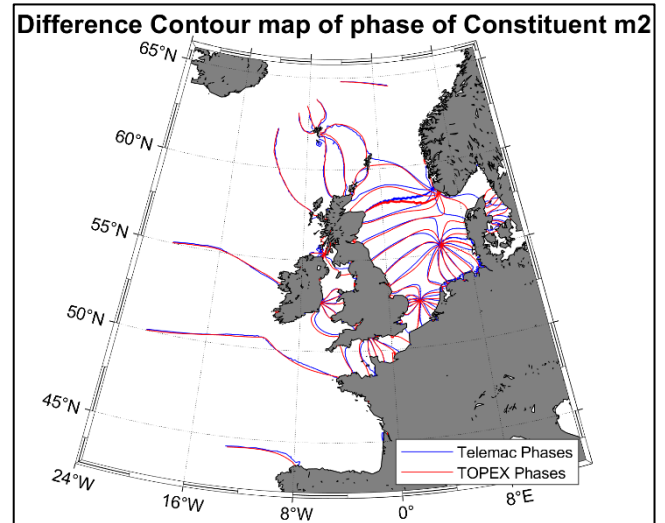 Difference Contour map of phase of Constituent m2
65°N
60°N
55°N
50°N
45°N
24°W
16°W
8°W
0°
8°E
Telemac Phases
TOPEX Phases